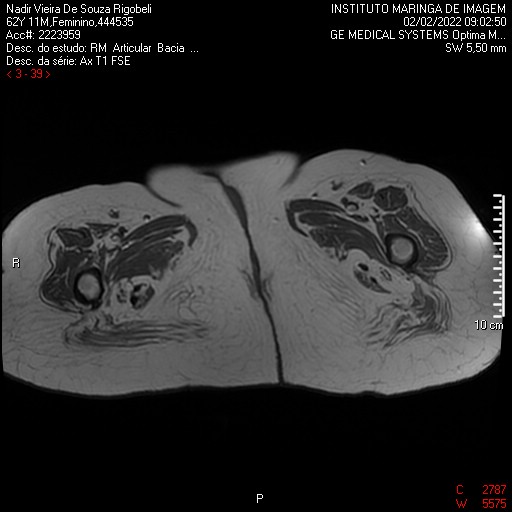 Nadir Vieira De Souza Rigobeli
62Y 11M,Feminino,444535
Acc#: 2223959
Desc. do estudo: RM Articular Bacia ...
Desc. da série: Ax T1 FSE
< 3 - 39 >
INSTITUTO MARINGA DE IMAGEM
02/02/2022 09:02:50
GE MEDICAL SYSTEMS Optima M...
SW 5,50 mm
R
10 cm
P
C 2787
W 5575